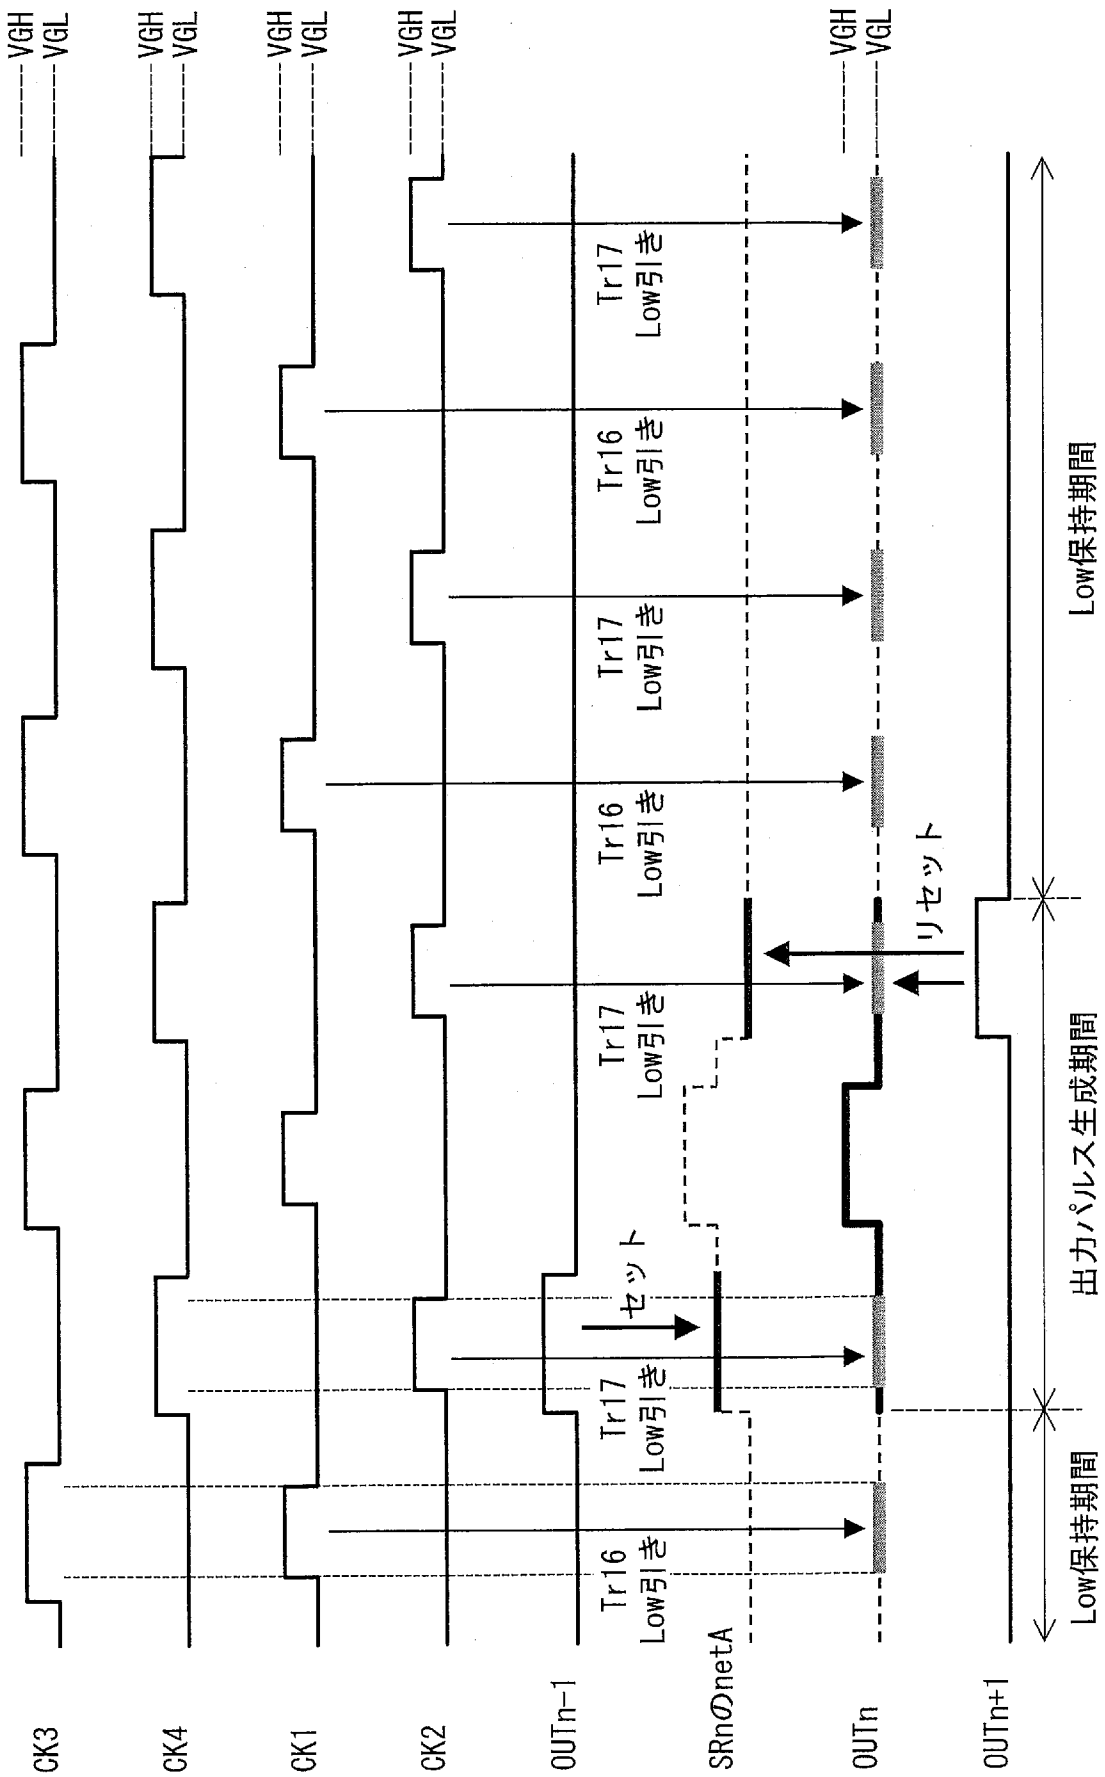 CK3
VGH
VGL
CK4
VGH
VGL
CK1
VGH
VGL
CK2
VGH
VGL
OUTn-1
Tr16
Low引き
Tr17
Low引き
セット
Tr17
Low引き
Tr16
Low引き
Tr17
Low引き
Tr16
Low引き
Tr17
Low引き
SRnのnetA
OUTn
VGH
VGL
リセット
OUTn+1
Low保持期間
出力パルス生成期間
Low保持期間